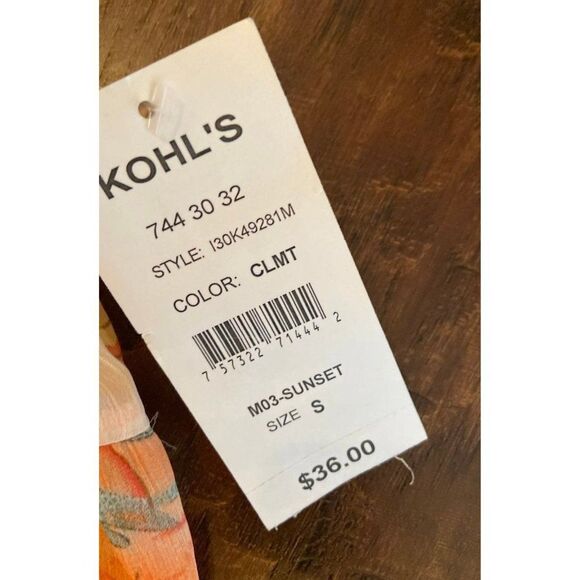 KOHL'S
744 30 32
STYLE: I30K49281M
COLOR: CLMT
7 57322 71444 2
M03-SUNSET
SIZE S
$36.00